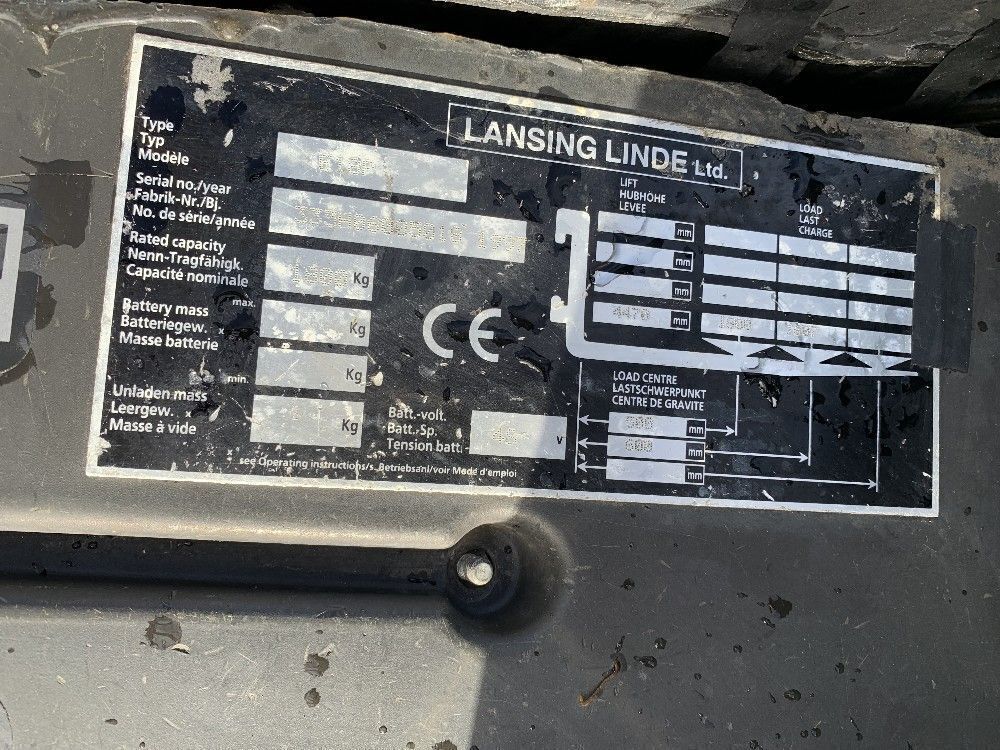 LANSING LINDE Ltd.
Type
Typ
Modèle
Serial no./year
Fabrik-Nr./Bj.
No. de série/année
Rated capacity
Nenn-Tragfähigk.
Capacité nominale
Kg
Battery mass max.
Batteriegew.
Masse batterie
Kg
min.
Kg
Unladen mass
Leergew.
Masse à vide
Kg
Batt.-volt.
Batt.-Sp.
Tension batt.
V
see Operating instructions/s. Betriebsanl/voir Mode d'emploi
CE
LIFT
HUBHÖHE
LEVEE
mm
mm
mm
4470 mm
LOAD
LAST
CHARGE
LOAD CENTRE
LASTSCHWERPUNKT
CENTRE DE GRAVITE
mm
600 mm
mm